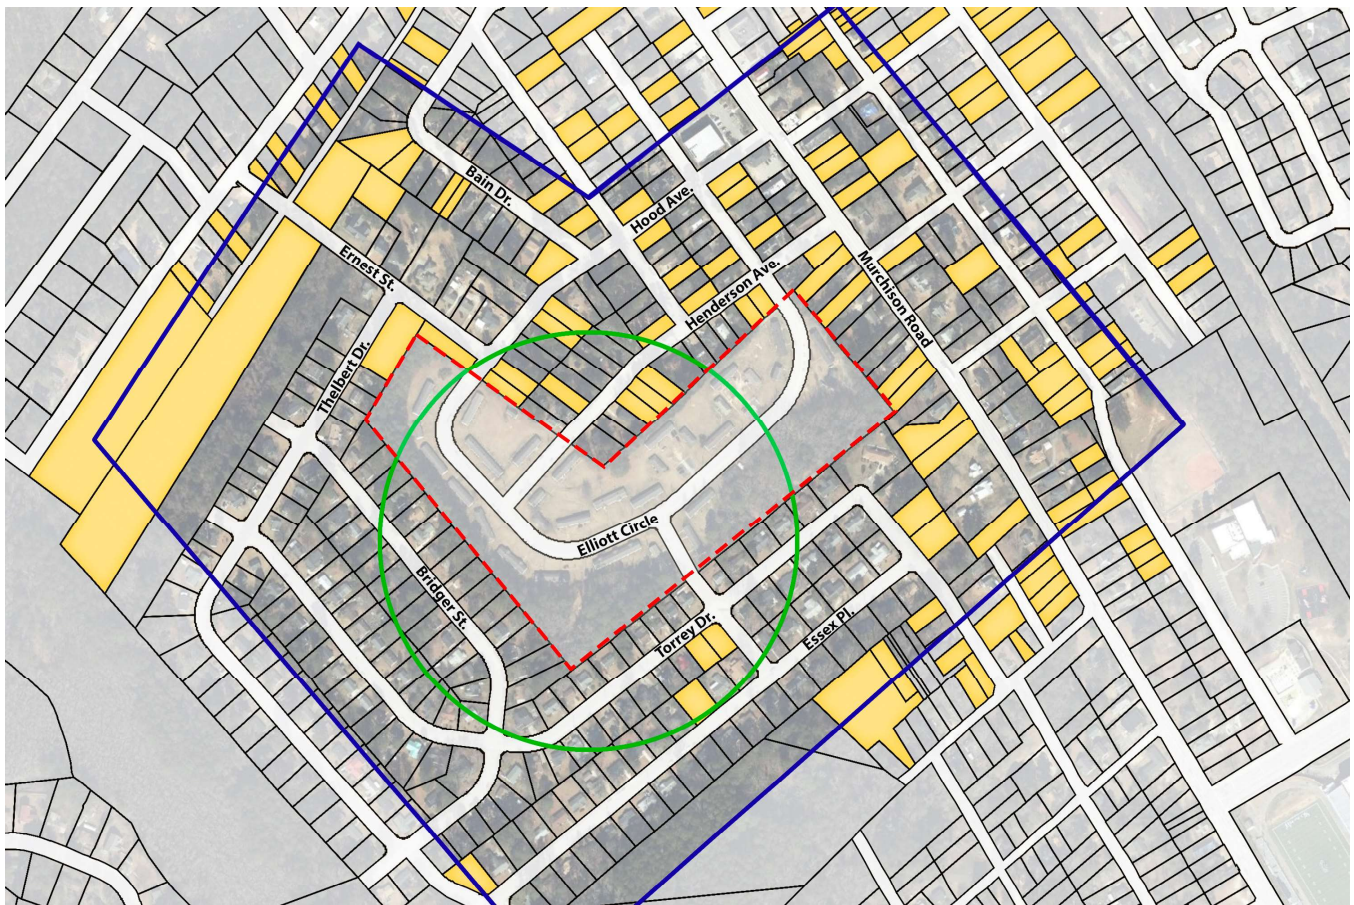 Bain Dr.
Hood Ave.
Ernest St.
Henderson Ave.
Murchison Road
Thelbert Dr.
Elliott Circle
Bridger St.
Torrey Dr.
Essex Pl.